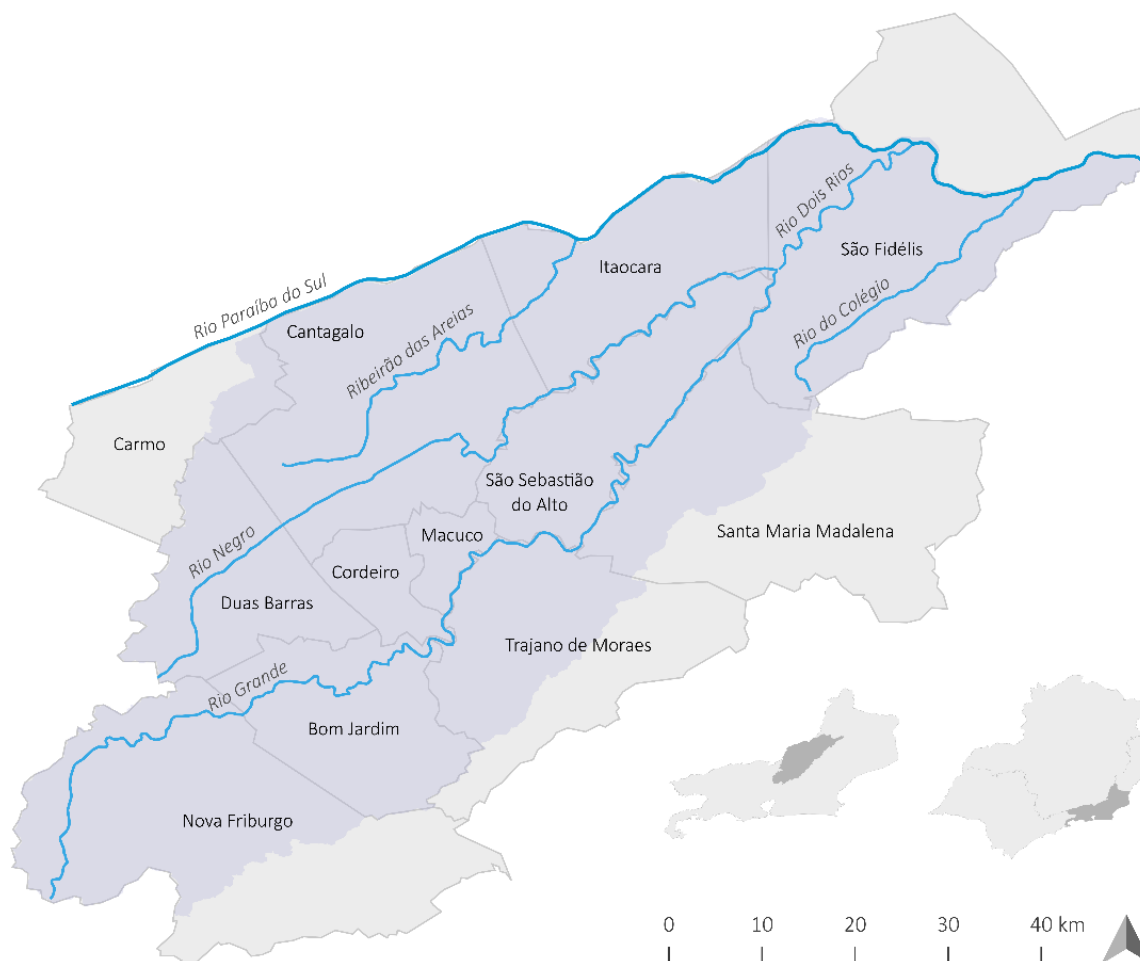 Rio Dois Rios
São Fidélis
Itaocara
Rio Paraíba do Sul
Rio do Colégio
Cantagalo
Ribeirão das Areias
Carmo
São Sebastião
do Alto
Macuco
Santa Maria Madalena
Rio Negro
Cordeiro
Duas Barras
Trajano de Moraes
Rio Grande
Bom Jardim
Nova Friburgo
0 10 20 30 40 km